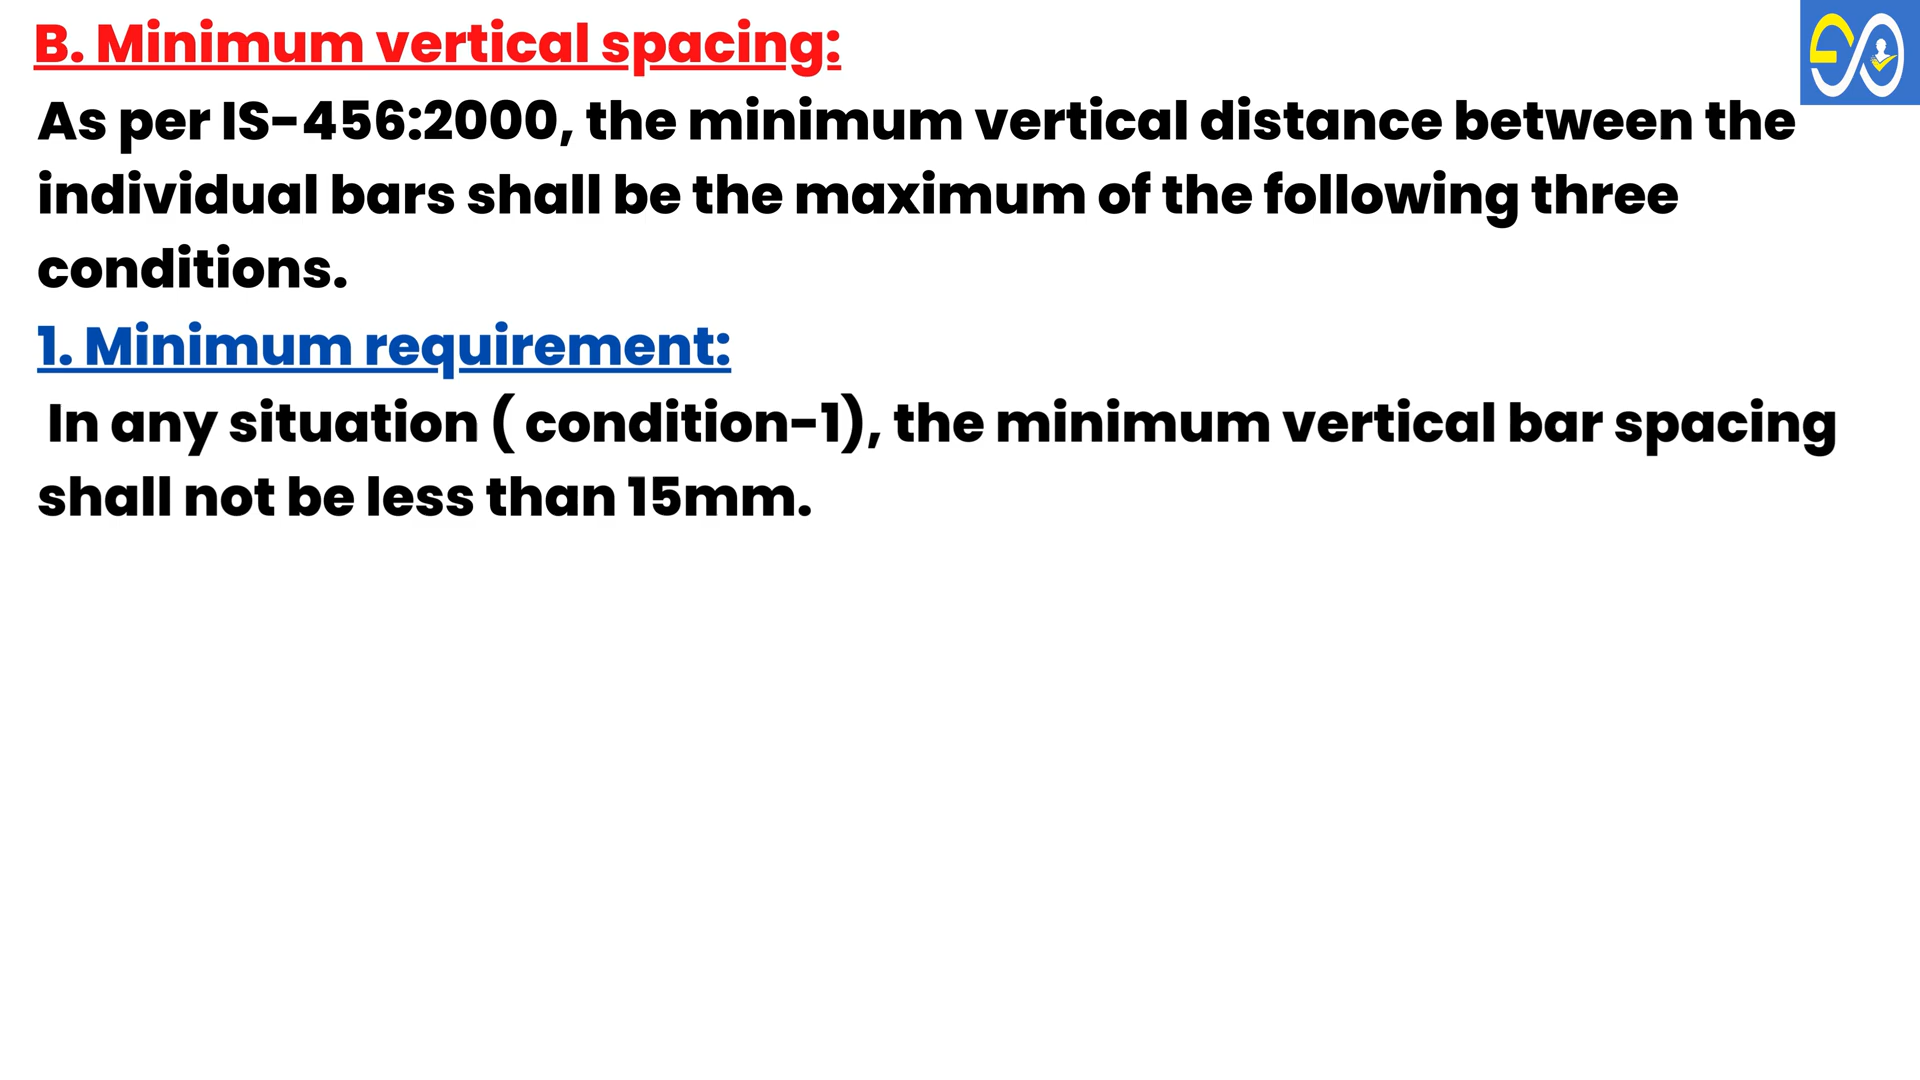 B. Minimum vertical spacing:
As per IS-456:2000, the minimum vertical distance between the
individual bars shall be the maximum of the following three
conditions.
1. Minimum requirement:
In any situation ( condition-1), the minimum vertical bar spacing
shall not be less than 15mm.